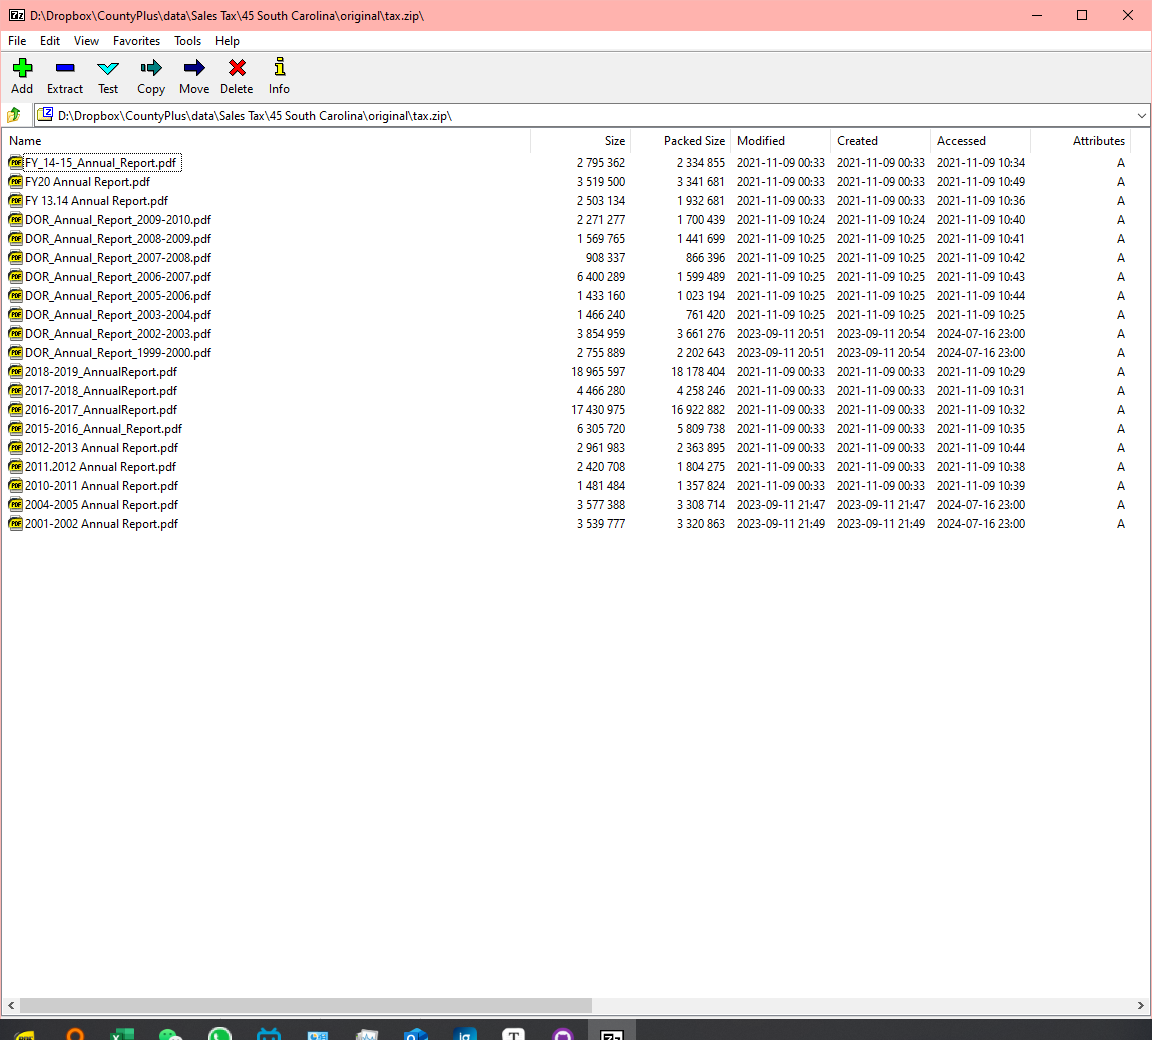 D:\Dropbox\CountyPlus\data\Sales Tax\45 South Carolina\original\tax.zip\
File Edit View Favorites Tools Help
Add Extract Test Copy Move Delete Info
D:\Dropbox\CountyPlus\data\Sales Tax\45 South Carolina\original\tax.zip\
Name Size Packed Size Modified Created Accessed Attributes
FY_14-15_Annual_Report.pdf 2 795 362 2 334 855 2021-11-09 00:33 2021-11-09 00:33 2021-11-09 10:34 A
FY20 Annual Report.pdf 3 519 500 3 341 681 2021-11-09 00:33 2021-11-09 00:33 2021-11-09 10:49 A
FY 13.14 Annual Report.pdf 2 503 134 1 932 681 2021-11-09 00:33 2021-11-09 00:33 2021-11-09 10:36 A
DOR_Annual_Report_2009-2010.pdf 2 271 277 1 700 439 2021-11-09 10:24 2021-11-09 10:24 2021-11-09 10:40 A
DOR_Annual_Report_2008-2009.pdf 1 569 765 1 441 699 2021-11-09 10:25 2021-11-09 10:25 2021-11-09 10:41 A
DOR_Annual_Report_2007-2008.pdf 908 337 866 396 2021-11-09 10:25 2021-11-09 10:25 2021-11-09 10:42 A
DOR_Annual_Report_2006-2007.pdf 6 400 289 1 599 489 2021-11-09 10:25 2021-11-09 10:25 2021-11-09 10:43 A
DOR_Annual_Report_2005-2006.pdf 1 433 160 1 023 194 2021-11-09 10:25 2021-11-09 10:25 2021-11-09 10:44 A
DOR_Annual_Report_2003-2004.pdf 1 466 240 761 420 2021-11-09 10:25 2021-11-09 10:25 2021-11-09 10:25 A
DOR_Annual_Report_2002-2003.pdf 3 854 959 3 661 276 2023-09-11 20:51 2023-09-11 20:54 2024-07-16 23:00 A
DOR_Annual_Report_1999-2000.pdf 2 755 889 2 202 643 2023-09-11 20:51 2023-09-11 20:54 2024-07-16 23:00 A
2018-2019_AnnualReport.pdf 18 965 597 18 178 404 2021-11-09 00:33 2021-11-09 00:33 2021-11-09 10:29 A
2017-2018_AnnualReport.pdf 4 466 280 4 258 246 2021-11-09 00:33 2021-11-09 00:33 2021-11-09 10:31 A
2016-2017_AnnualReport.pdf 17 430 975 16 922 882 2021-11-09 00:33 2021-11-09 00:33 2021-11-09 10:32 A
2015-2016_Annual_Report.pdf 6 305 720 5 809 738 2021-11-09 00:33 2021-11-09 00:33 2021-11-09 10:35 A
2012-2013 Annual Report.pdf 2 961 983 2 363 895 2021-11-09 00:33 2021-11-09 00:33 2021-11-09 10:44 A
2011.2012 Annual Report.pdf 2 420 708 1 804 275 2021-11-09 00:33 2021-11-09 00:33 2021-11-09 10:38 A
2010-2011 Annual Report.pdf 1 481 484 1 357 824 2021-11-09 00:33 2021-11-09 00:33 2021-11-09 10:39 A
2004-2005 Annual Report.pdf 3 577 388 3 308 714 2023-09-11 21:47 2023-09-11 21:47 2024-07-16 23:00 A
2001-2002 Annual Report.pdf 3 539 777 3 320 863 2023-09-11 21:49 2023-09-11 21:49 2024-07-16 23:00 A